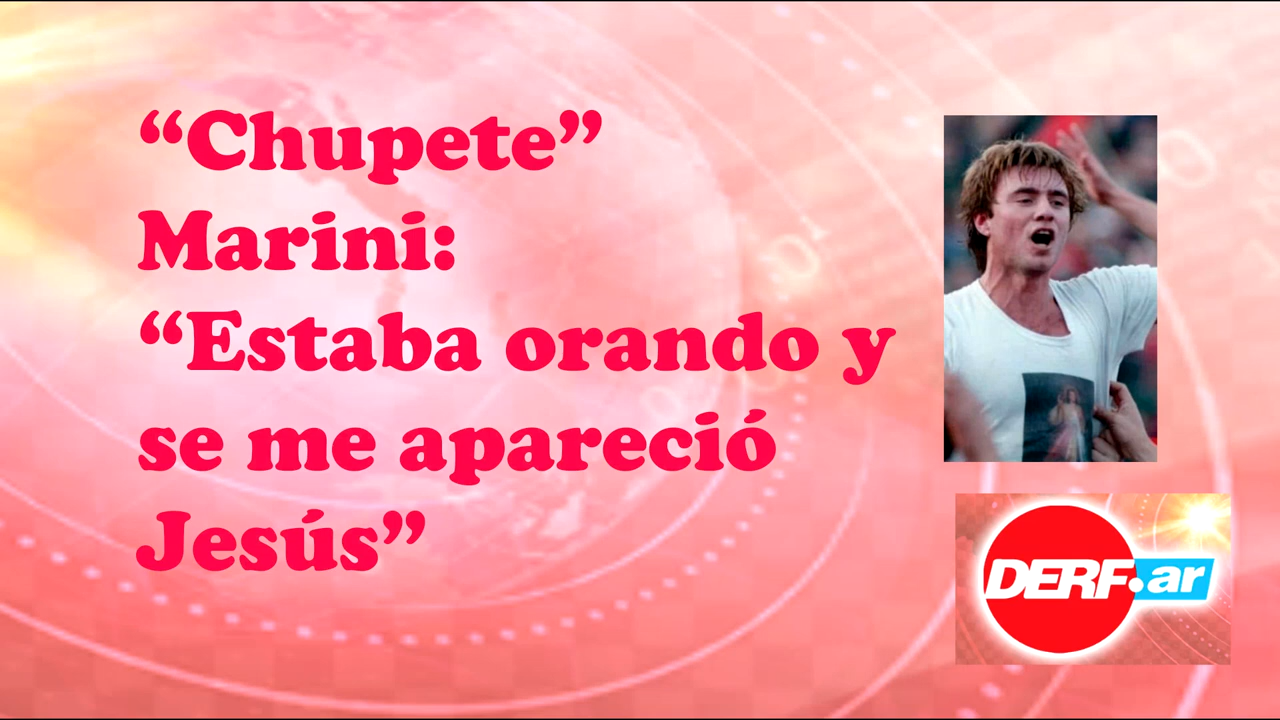 “Chupete”
Marini:
“Estaba orando y
se me apareció
Jesús”
DERF.ar